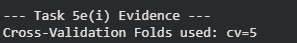 --- Task 5e(i) Evidence ---
Cross-Validation Folds used: cv=5